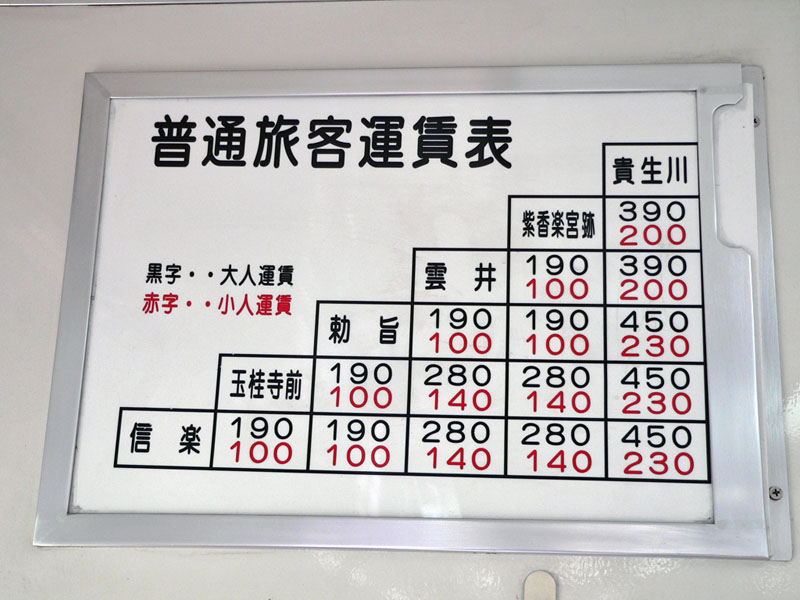 普通旅客運賃表
貴生川
紫香楽宮跡 390
200
黒字・・大人運賃
赤字・・小人運賃
雲井 190 390
100 200
勅旨 190 190 450
100 100 230
玉桂寺前 190 280 280 450
100 140 140 230
信楽 190 190 280 280 450
100 100 140 140 230